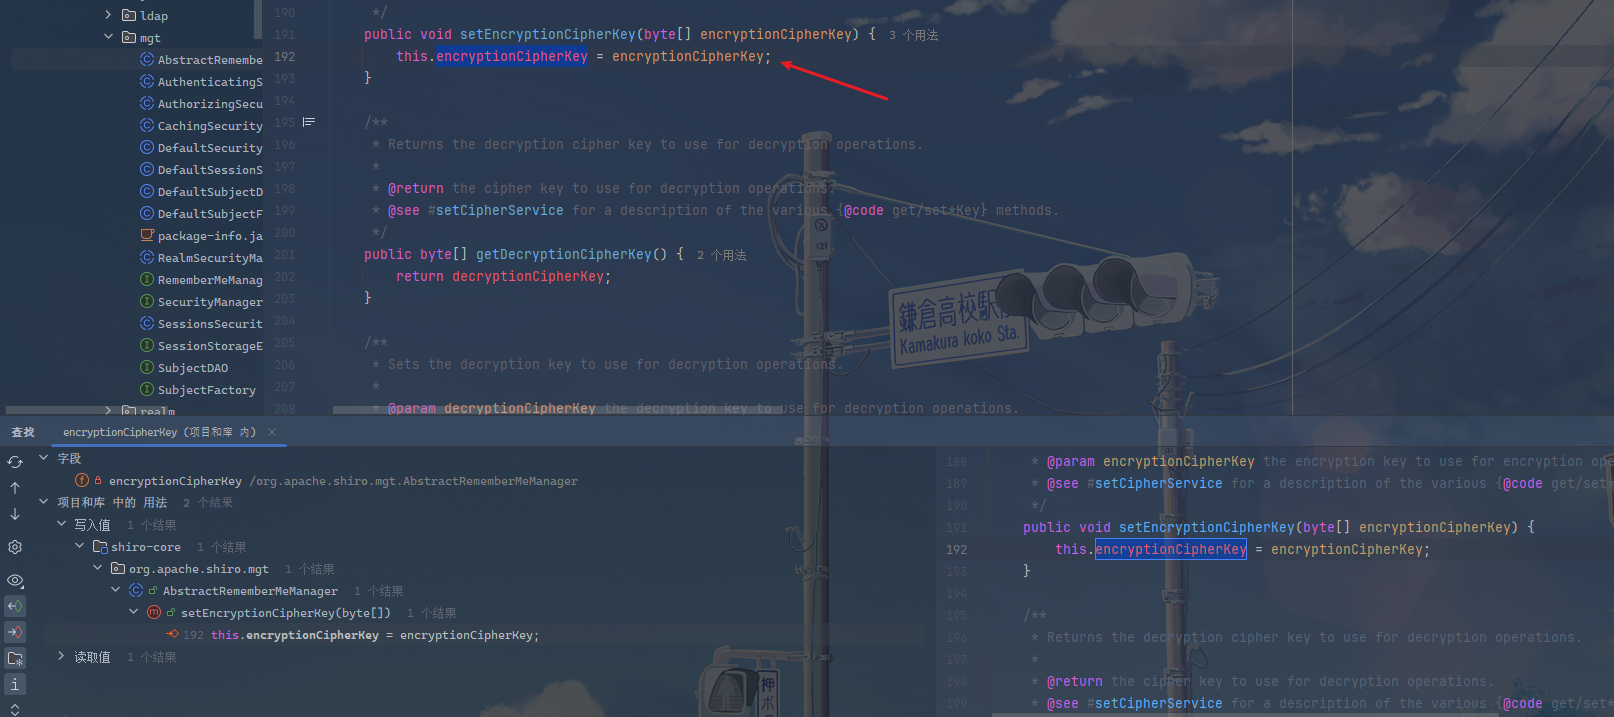 ldap
mgt
AbstractRemembe
AuthenticatingS
AuthorizingSecu
CachingSecurity
DefaultSecurity
DefaultSessionS
DefaultSubjectD
DefaultSubjectF
package-info.ja
RealmSecurityMa
RememberMeManag
SecurityManager
SessionsSecurit
SessionStorageE
SubjectDAO
SubjectFactory
realm
190 */
191 public void setEncryptionCipherKey(byte[] encryptionCipherKey) { 3 个用法
192 this.encryptionCipherKey = encryptionCipherKey;
193 }
194
195 /**
196 * Returns the decryption cipher key to use for decryption operations.
197 *
198 * @return the cipher key to use for decryption operations.
199 * @see #setCipherService for a description of the various {@code get/set*Key} methods.
200 */
201 public byte[] getDecryptionCipherKey() { 2 个用法
202 return decryptionCipherKey;
203 }
204
205 /**
206 * Sets the decryption key to use for decryption operations.
207 *
208 * @param decryptionCipherKey the decryption key to use for decryption operations.
121
鎌倉高校駅
Kamakura koko Sta.
查找 encryptionCipherKey (项目和库 内) ×
字段
encryptionCipherKey /org.apache.shiro.mgt.AbstractRememberMeManager
项目和库 中的 用法 2 个结果
写入值 1 个结果
shiro-core 1 个结果
org.apache.shiro.mgt 1 个结果
AbstractRememberMeManager 1 个结果
setEncryptionCipherKey(byte[]) 1 个结果
192 this.encryptionCipherKey = encryptionCipherKey;
读取值 1 个结果
押
ボ
188 * @param encryptionCipherKey the encryption key to use for encryption ope
189 * @see #setCipherService for a description of the various {@code get/set*
190 */
191 public void setEncryptionCipherKey(byte[] encryptionCipherKey) {
192 this.encryptionCipherKey = encryptionCipherKey;
193 }
194
195 /**
196 * Returns the decryption cipher key to use for decryption operations.
197 *
198 * @return the cipher key to use for decryption operations.
199 * @see #setCipherService for a description of the various {@code get/set*